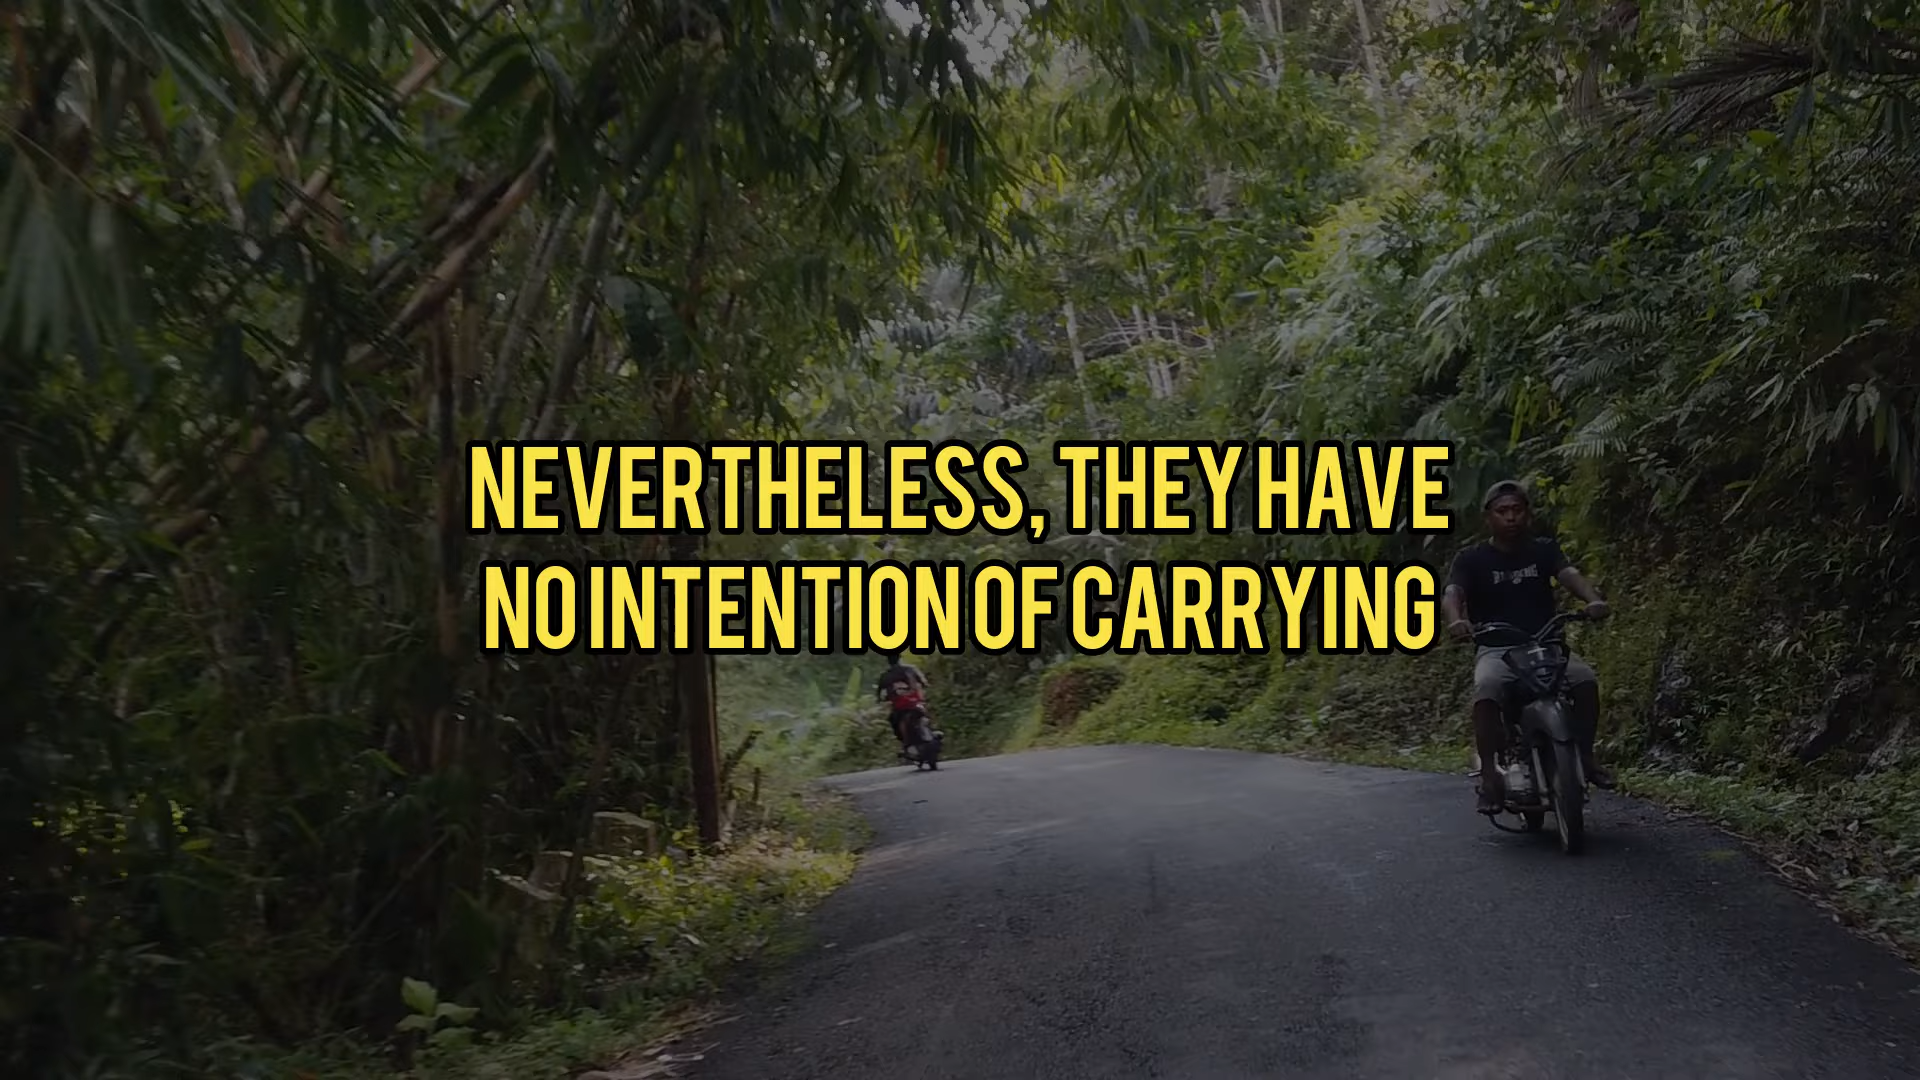 NEVERTHELESS, THEY HAVE
NO INTENTION OF CARRYING